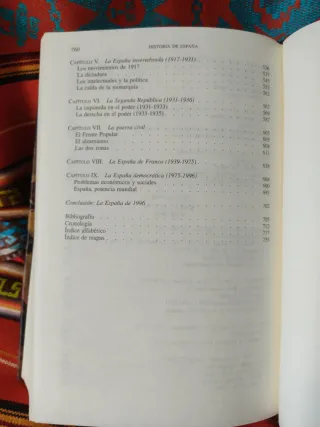 HISTORIA DE ESPAÑA
CAPÍTULO V. La España invertebrada (1917-1931)
Los movimientos de 1917
La dictadura
Los intelectuales y la política
La caída de la monarquía
CAPÍTULO VI. La Segunda República (1931-1936)
La izquierda en el poder (1931-1933)
La derecha en el poder (1933-1935)
CAPÍTULO VII. La guerra civil
El Frente Popular
El alzamiento
Las dos zonas
CAPÍTULO VIII. La España de Franco (1939-1975)
CAPÍTULO IX. La España democrática (1975-1996)
Problemas económicos y sociales
España, potencia mundial
Conclusión: La España de 1996
Bibliografía
Cronología
Índice alfabético
Índice de mapas